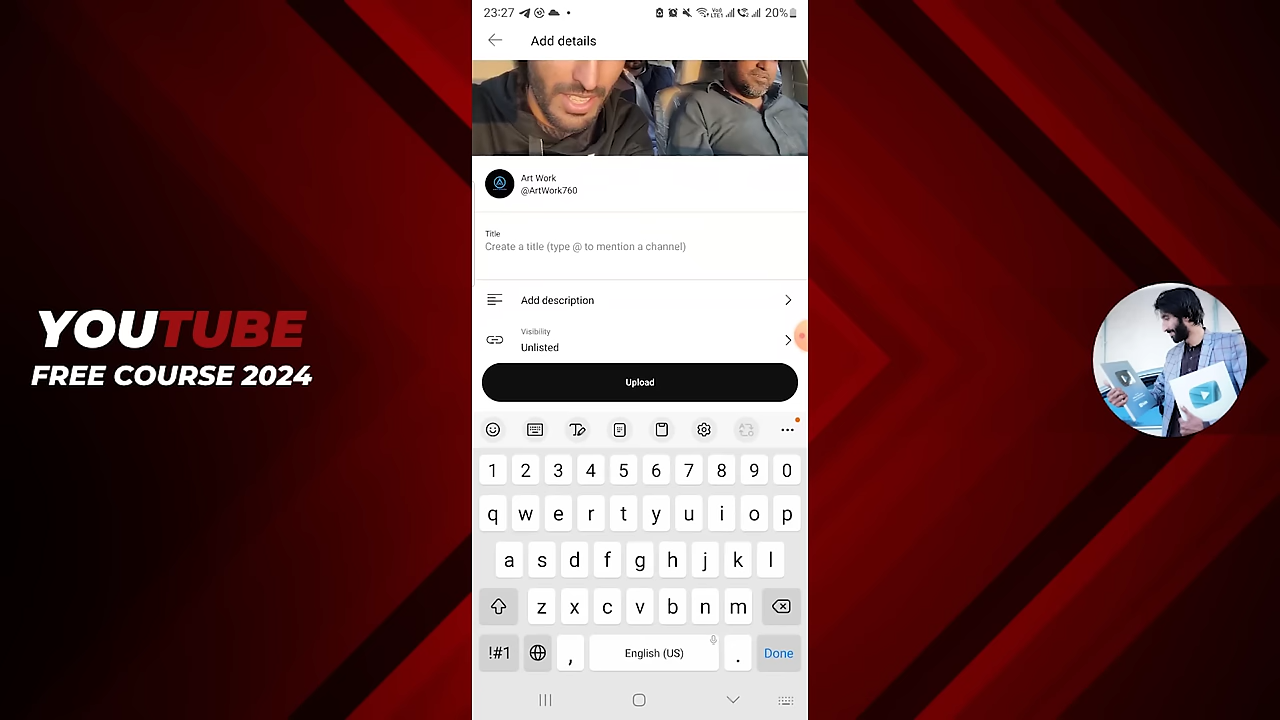 23:27
20%
Add details
Art Work
@ArtWork760
Title
Create a title (type @ to mention a channel)
Add description
Visibility
Unlisted
Upload
YOUTUBE
FREE COURSE 2024
1 2 3 4 5 6 7 8 9 0
q w e r t y u i o p
a s d f g h j k l
z x c v b n m
!#1 , English (US) . Done